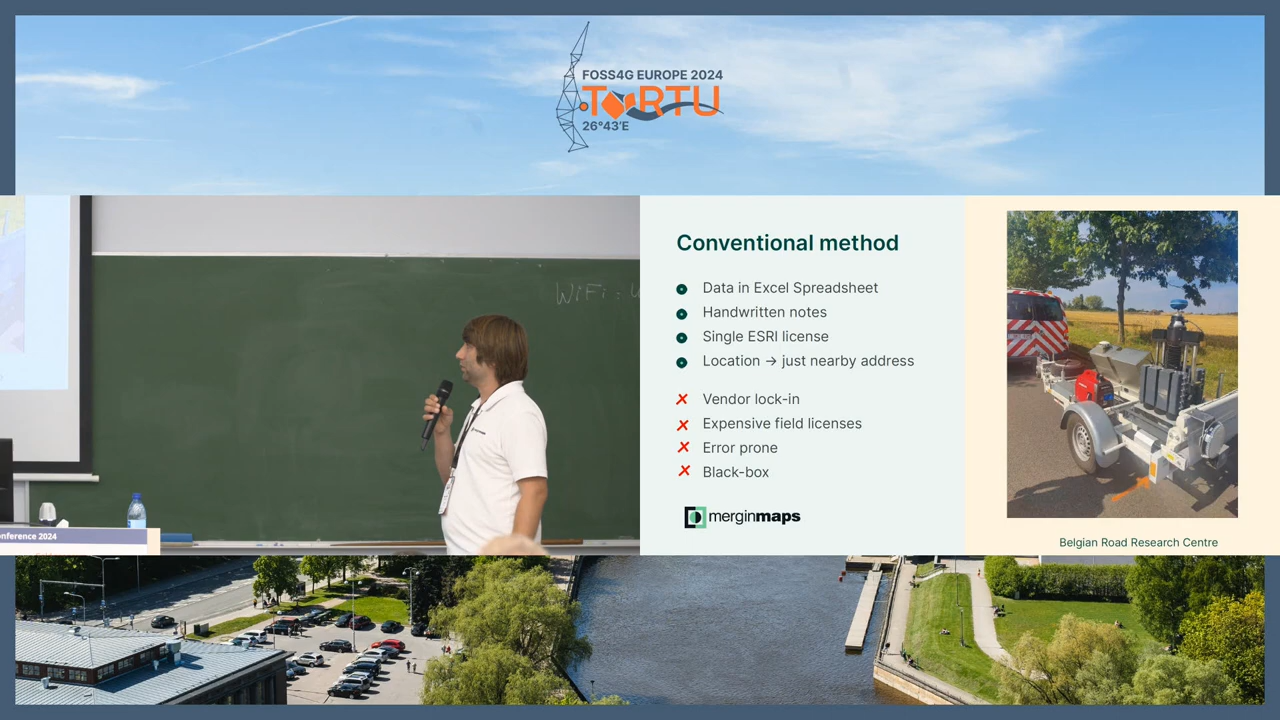 FOSS4G EUROPE 2024
TARTU
26°43'E
WiFi:
onference 2024
Conventional method
Data in Excel Spreadsheet
Handwritten notes
Single ESRI license
Location → just nearby address
Vendor lock-in
Expensive field licenses
Error prone
Black-box
merginmaps
Belgian Road Research Centre